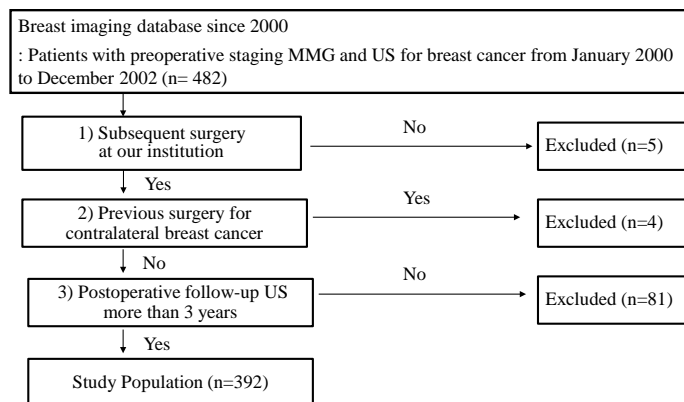 Breast imaging database since 2000
: Patients with preoperative staging MMG and US for breast cancer from January 2000
to December 2002 (n= 482)
1) Subsequent surgery
at our institution
No
Excluded (n=5)
Yes
2) Previous surgery for
contralateral breast cancer
Yes
Excluded (n=4)
No
3) Postoperative follow-up US
more than 3 years
No
Excluded (n=81)
Yes
Study Population (n=392)